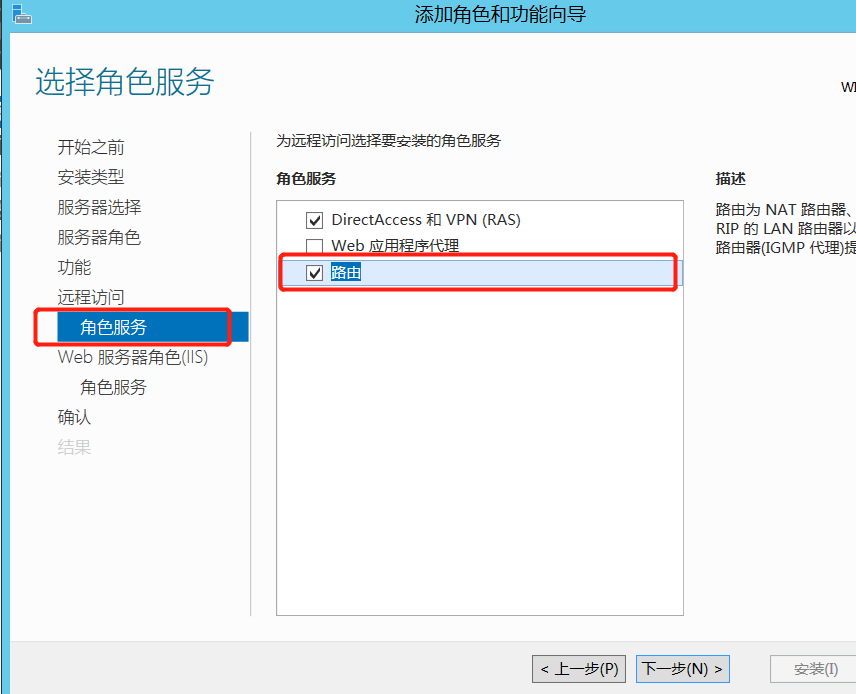 添加角色和功能向导
选择角色服务
开始之前
安装类型
服务器选择
服务器角色
功能
远程访问
角色服务
Web 服务器角色(IIS)
角色服务
确认
结果
为远程访问选择要安装的角色服务
角色服务
DirectAccess 和 VPN (RAS)
Web 应用程序代理
路由
描述
路由为 NAT 路由器、
RIP 的 LAN 路由器以
路由器(IGMP 代理)提
< 上一步(P)
下一步(N) >
安装(I)